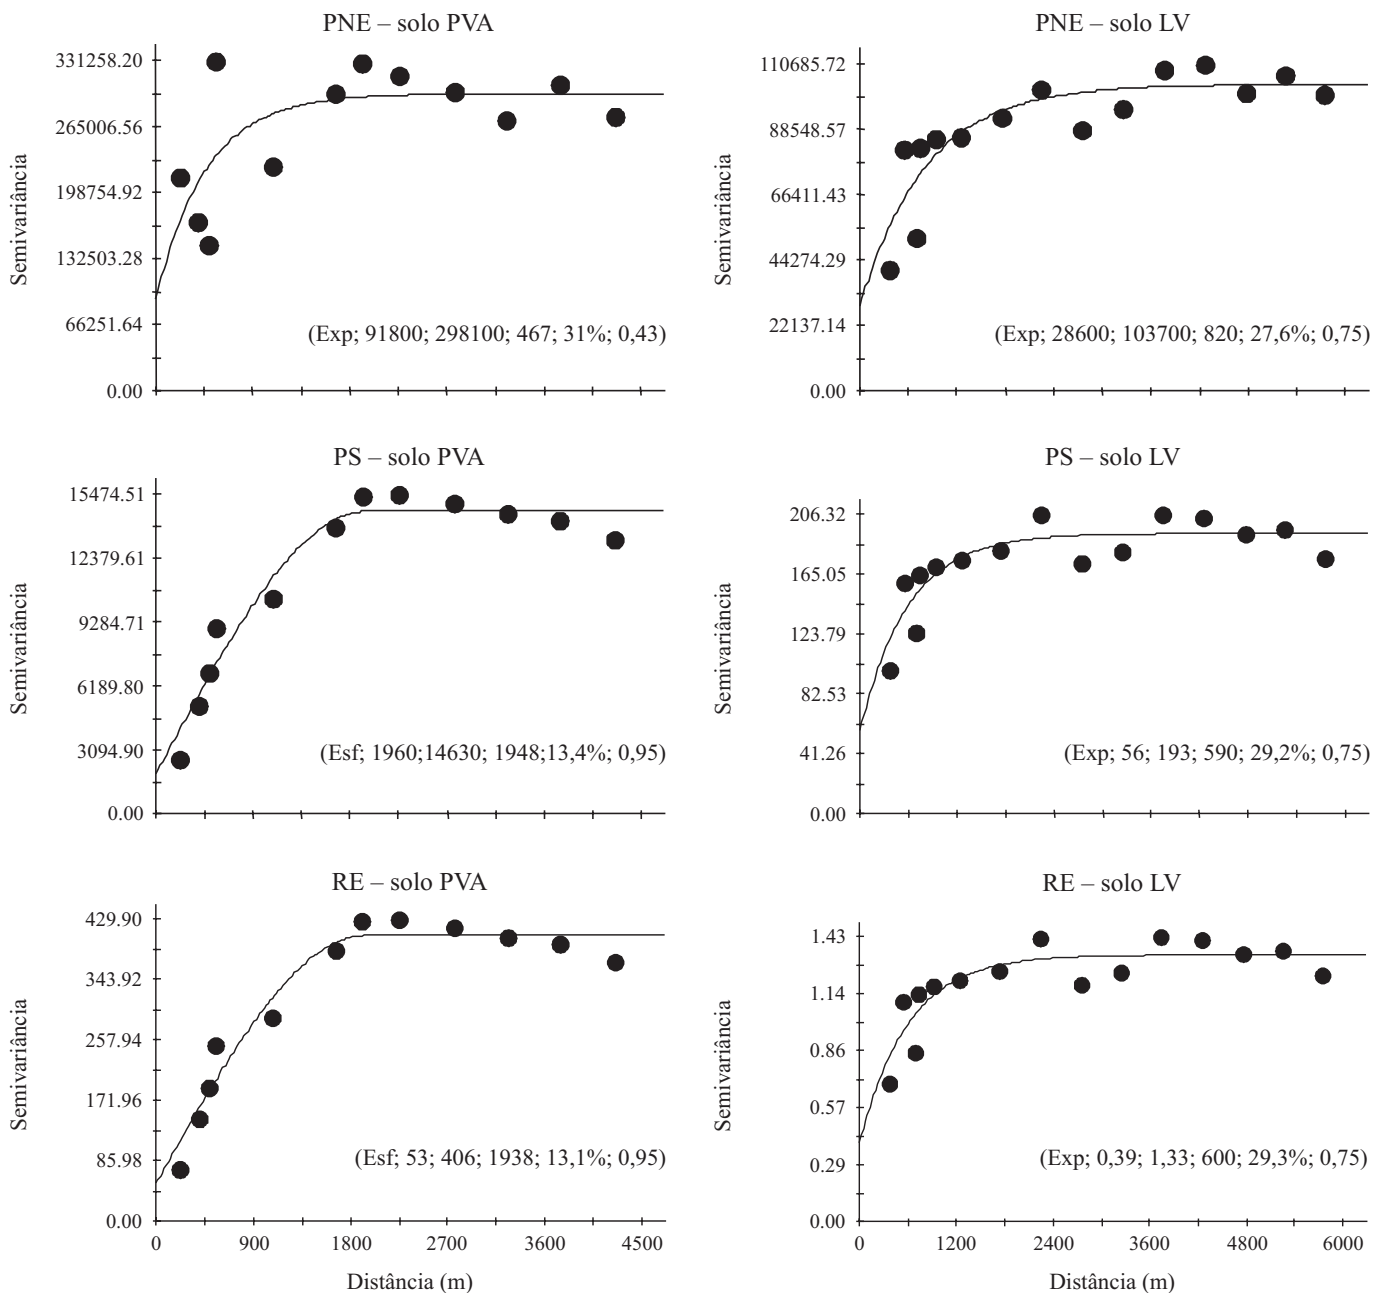 PNE – solo PVA
331258.20
265006.56
198754.92
132503.28
66251.64
0.00
Semivariância
(Exp; 91800; 298100; 467; 31%; 0,43)
PNE – solo LV
110685.72
88548.57
66411.43
44274.29
22137.14
0.00
Semivariância
(Exp; 28600; 103700; 820; 27,6%; 0,75)
PS – solo PVA
15474.51
12379.61
9284.71
6189.80
3094.90
0.00
Semivariância
(Esf; 1960;14630; 1948;13,4%; 0,95)
PS – solo LV
206.32
165.05
123.79
82.53
41.26
0.00
Semivariância
(Exp; 56; 193; 590; 29,2%; 0,75)
RE – solo PVA
429.90
343.92
257.94
171.96
85.98
0.00
Semivariância
(Esf; 53; 406; 1938; 13,1%; 0,95)
0 900 1800 2700 3600 4500
Distância (m)
RE – solo LV
1.43
1.14
0.86
0.57
0.29
0.00
Semivariância
(Exp; 0,39; 1,33; 600; 29,3%; 0,75)
0 1200 2400 3600 4800 6000
Distância (m)